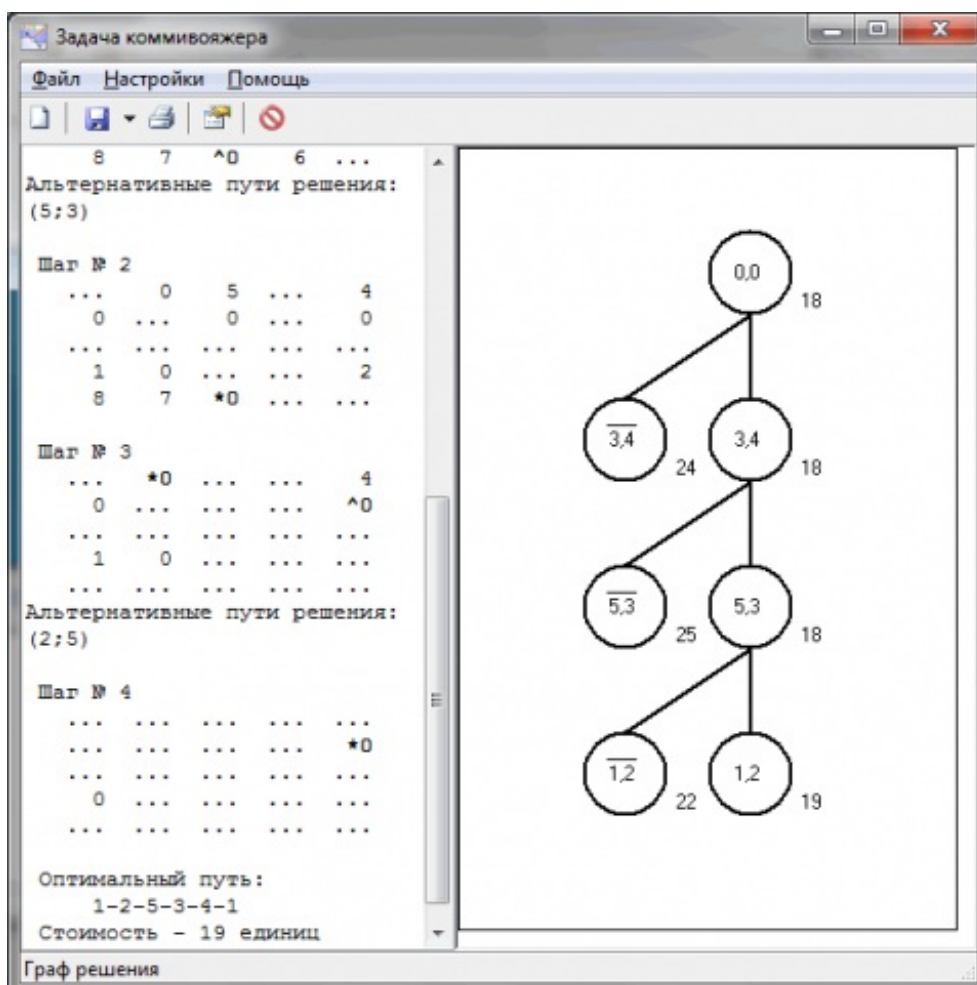 Задача коммивояжера
Файл Настройки Помощь
8 7 ^0 6 ...
Альтернативные пути решения:
(5;3)
Шаг № 2
... 0 5 ... 4
0 ... 0 ... 0
... ... ... ... ...
1 0 ... ... 2
8 7 *0 ... ...
Шаг № 3
... *0 ... ... 4
0 ... ... ... ^0
... ... ... ... ...
1 0 ... ... ...
... ... ... ... ...
Альтернативные пути решения:
(2;5)
Шаг № 4
... ... ... ... ...
... ... ... ... *0
... ... ... ... ...
0 ... ... ... ...
... ... ... ... ...
Оптимальный путь:
1-2-5-3-4-1
Стоимость - 19 единиц
0,0
18
3,4 3,4
24 18
5,3 5,3
25 18
1,2 1,2
22 19
Граф решения